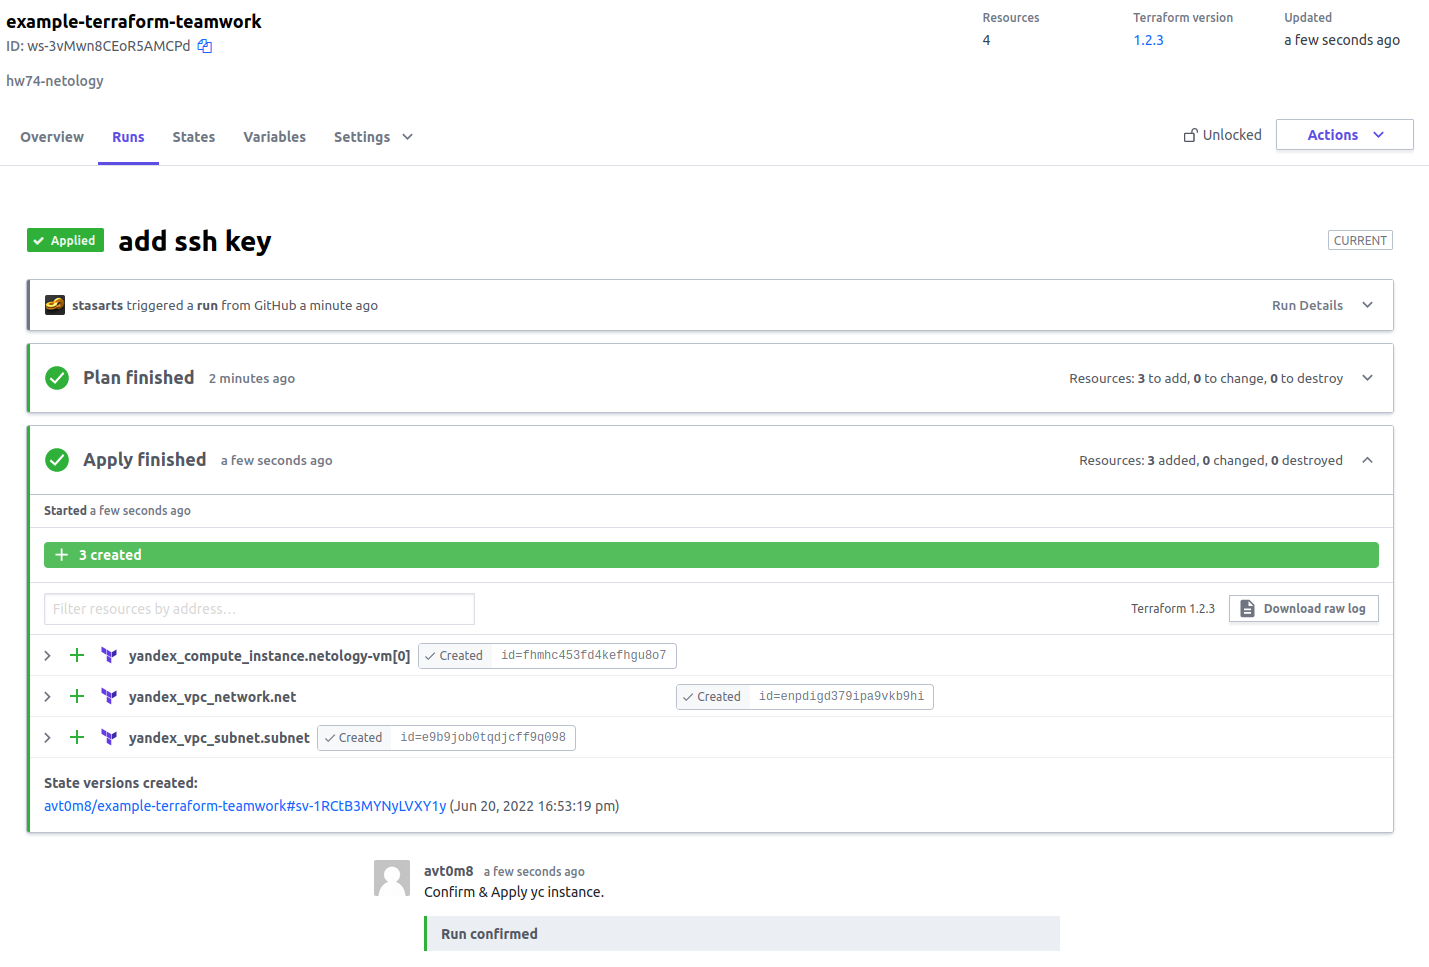 example-terraform-teamwork
ID: ws-3vMwn8CEoR5AMCPd
hw74-netology
Resources
4
Terraform version
1.2.3
Updated
a few seconds ago
Overview Runs States Variables Settings
Unlocked
Actions
Applied
add ssh key
CURRENT
stasarts triggered a run from GitHub a minute ago
Run Details
Plan finished 2 minutes ago
Resources: 3 to add, 0 to change, 0 to destroy
Apply finished a few seconds ago
Resources: 3 added, 0 changed, 0 destroyed
Started a few seconds ago
+ 3 created
Filter resources by address…
Terraform 1.2.3
Download raw log
yandex_compute_instance.netology-vm[0] Created id=fhmhc453fd4kefhgu8o7
yandex_vpc_network.net Created id=enpdigd379ipa9vkb9hi
yandex_vpc_subnet.subnet Created id=e9b9job0tqdjcff9q098
State versions created:
avt0m8/example-terraform-teamwork#sv-1RCtB3MYNyLVXY1y (Jun 20, 2022 16:53:19 pm)
avt0m8 a few seconds ago
Confirm & Apply yc instance.
Run confirmed